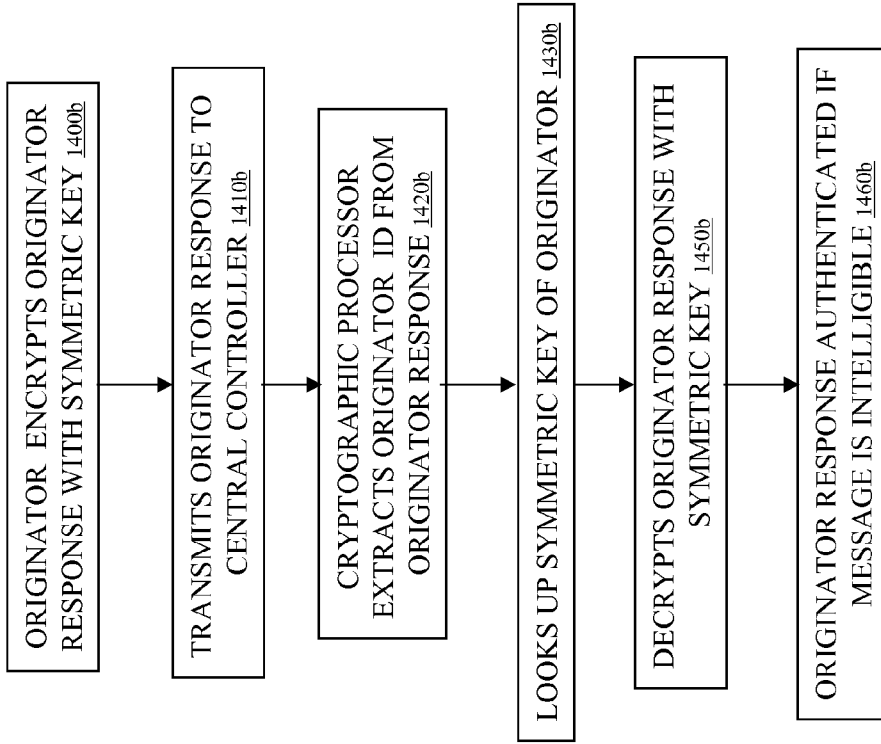 ORIGINATOR ENCRYPTS ORIGINATOR
RESPONSE WITH SYMMETRIC KEY 1400b
TRANSMITS ORIGINATOR RESPONSE TO
CENTRAL CONTROLLER 1410b
CRYPTOGRAPHIC PROCESSOR
EXTRACTS ORIGINATOR ID FROM
ORIGINATOR RESPONSE 1420b
LOOKS UP SYMMETRIC KEY OF ORIGINATOR 1430b
DECRYPTS ORIGINATOR RESPONSE WITH
SYMMETRIC KEY 1450b
ORIGINATOR RESPONSE AUTHENTICATED IF
MESSAGE IS INTELLIGIBLE 1460b